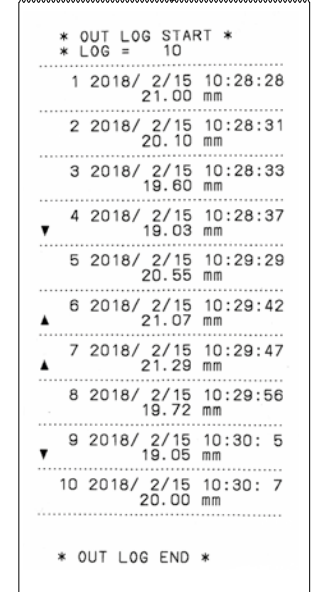 * OUT LOG START *
* LOG =   10
1 2018/ 2/15 10:28:28
21.00 mm
2 2018/ 2/15 10:28:31
20.10 mm
3 2018/ 2/15 10:28:33
19.60 mm
4 2018/ 2/15 10:28:37
▼ 19.03 mm
5 2018/ 2/15 10:29:29
20.55 mm
6 2018/ 2/15 10:29:42
▲ 21.07 mm
7 2018/ 2/15 10:29:47
▲ 21.29 mm
8 2018/ 2/15 10:29:56
19.72 mm
9 2018/ 2/15 10:30: 5
▼ 19.05 mm
10 2018/ 2/15 10:30: 7
20.00 mm
* OUT LOG END *